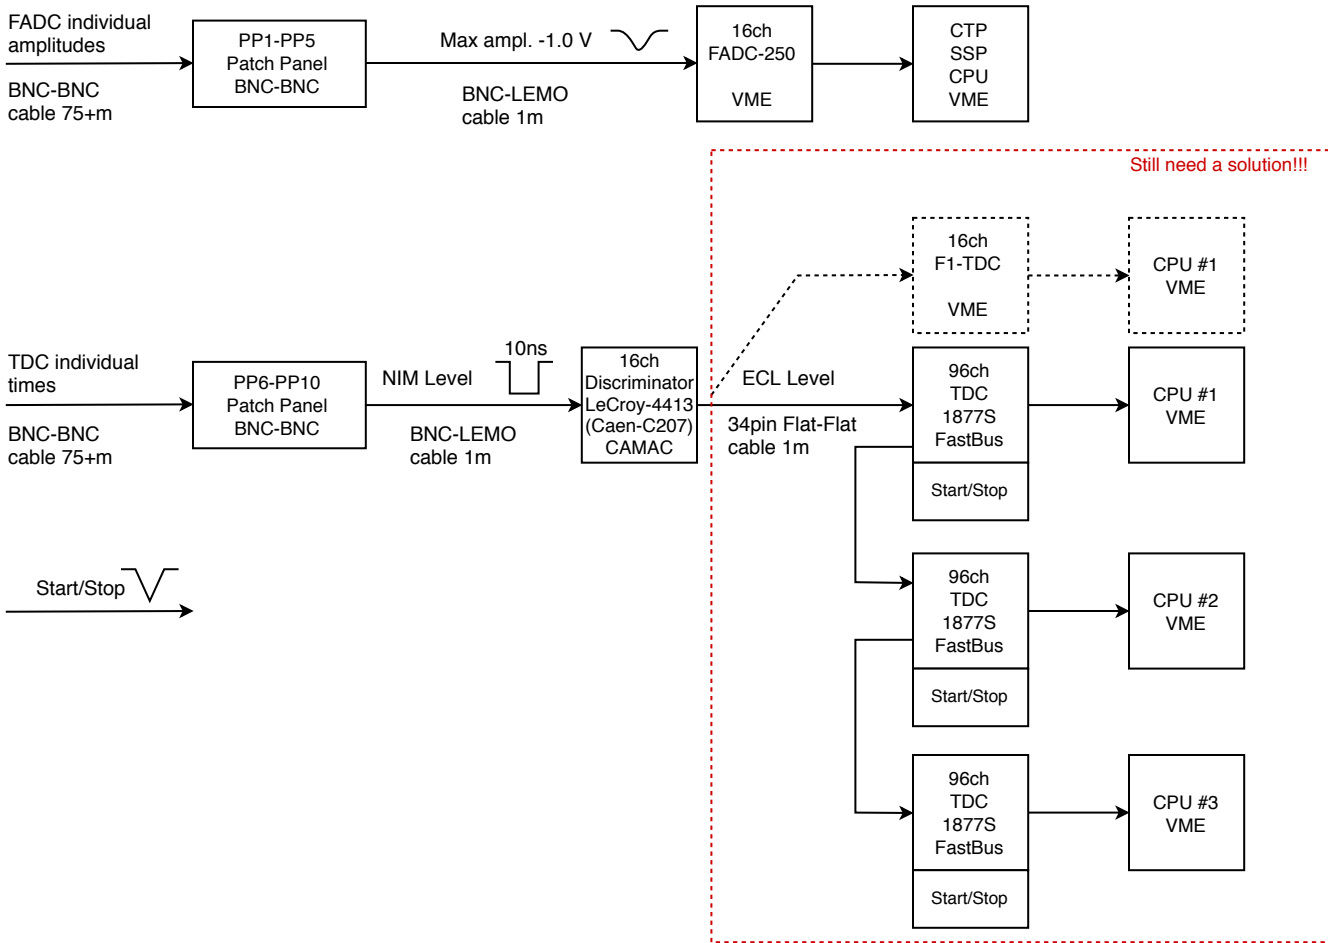 FADC individual
amplitudes
BNC-BNC
cable 75+m
PP1-PP5
Patch Panel
BNC-BNC
Max ampl. -1.0 V
BNC-LEMO
cable 1m
16ch
FADC-250
VME
CTP
SSP
CPU
VME
Still need a solution!!!
16ch
F1-TDC
VME
CPU #1
VME
TDC individual
times
BNC-BNC
cable 75+m
PP6-PP10
Patch Panel
BNC-BNC
NIM Level
10ns
BNC-LEMO
cable 1m
16ch
Discriminator
LeCroy-4413
(Caen-C207)
CAMAC
ECL Level
34pin Flat-Flat
cable 1m
96ch
TDC
1877S
FastBus
Start/Stop
CPU #1
VME
Start/Stop
96ch
TDC
1877S
FastBus
Start/Stop
CPU #2
VME
96ch
TDC
1877S
FastBus
Start/Stop
CPU #3
VME